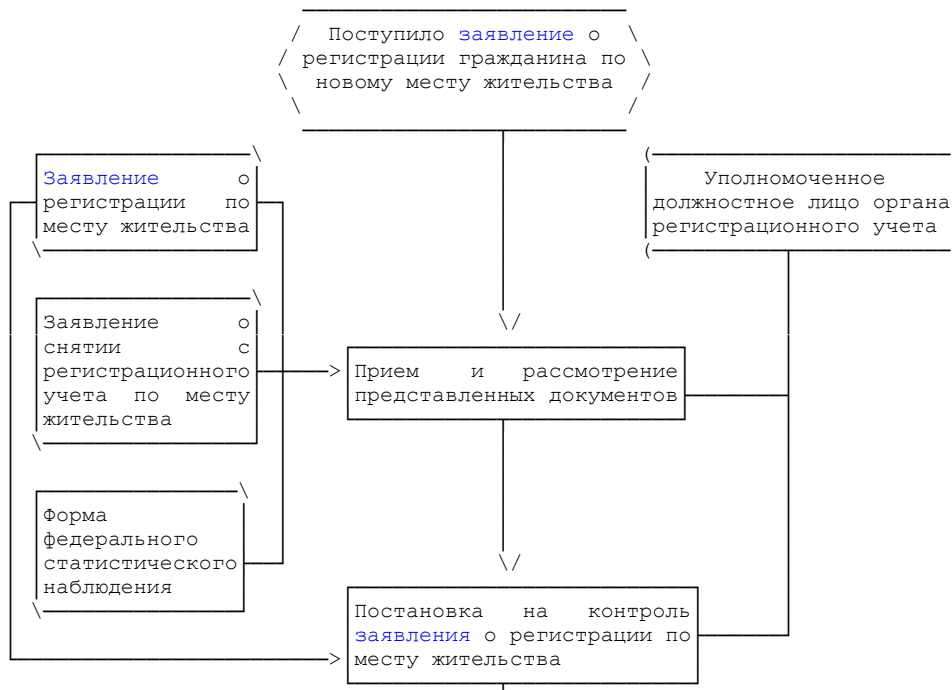 Поступило заявление о
регистрации гражданина по
новому месту жительства
Заявление о
регистрации по
месту жительства
Уполномоченное
должностное лицо органа
регистрационного учета
Заявление о
снятии с
регистрационного
учета по месту
жительства
Прием и рассмотрение
представленных документов
Форма
федерального
статистического
наблюдения
Постановка на контроль
заявления о регистрации по
месту жительства